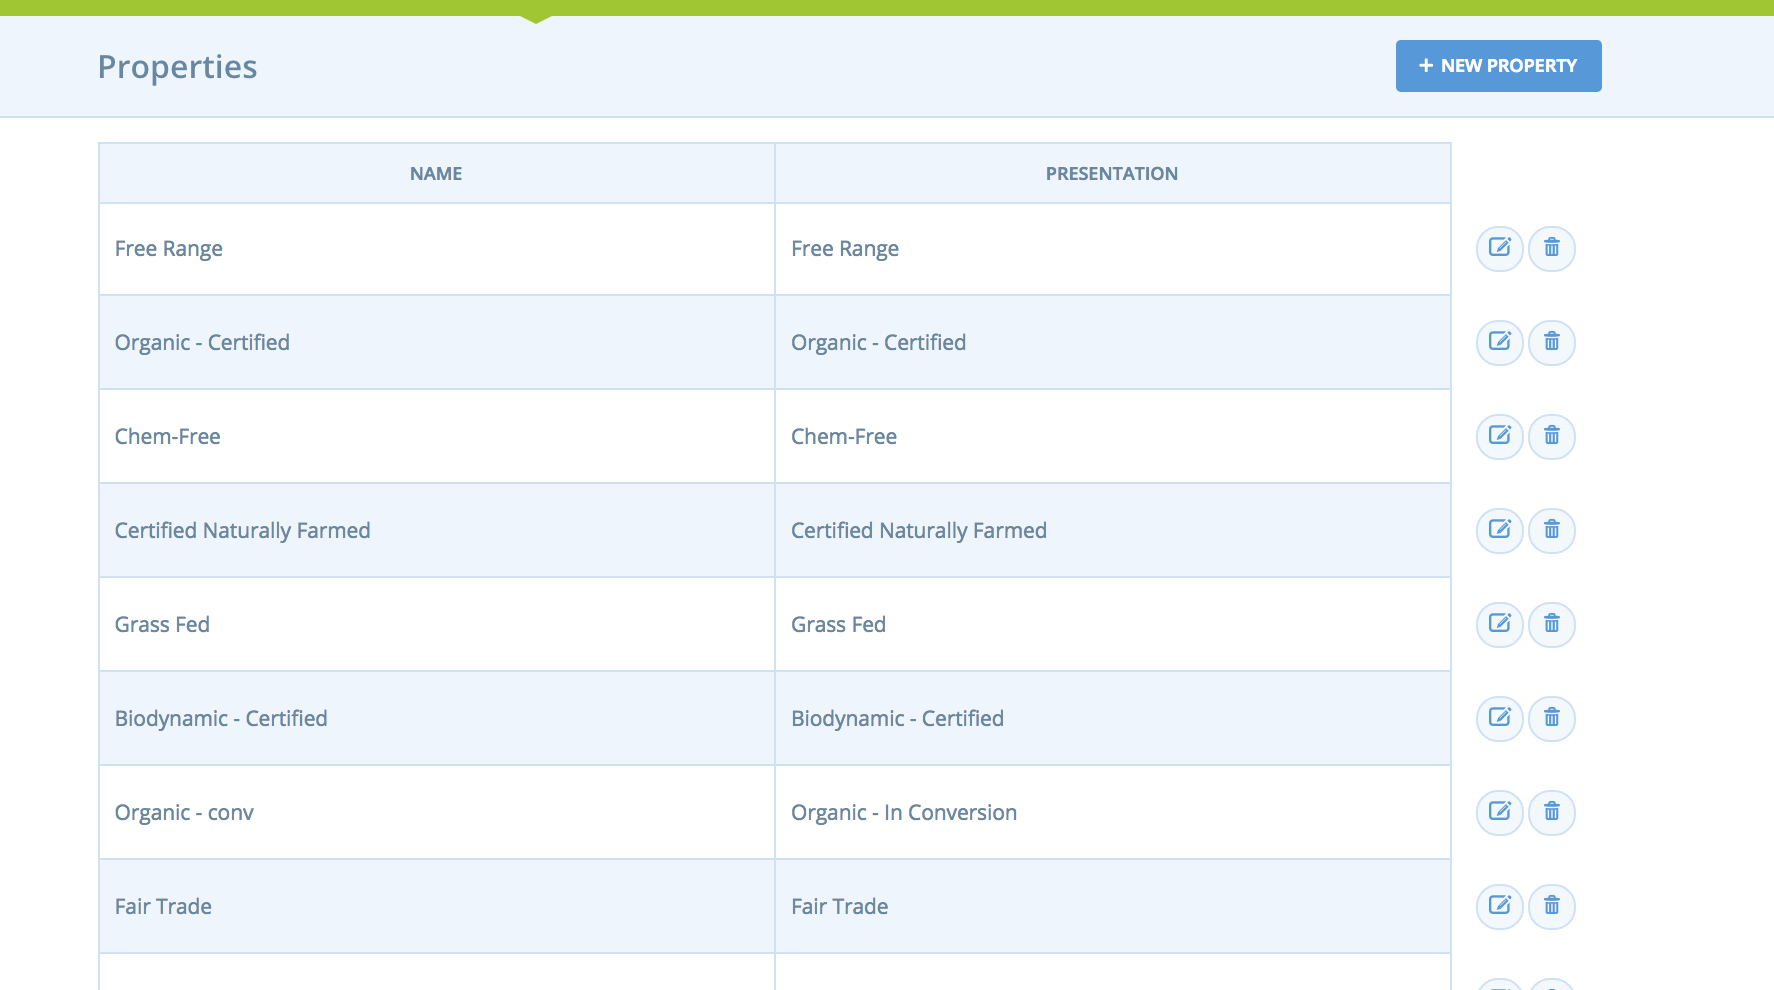 Properties
+ NEW PROPERTY
NAME PRESENTATION
Free Range Free Range
Organic - Certified Organic - Certified
Chem-Free Chem-Free
Certified Naturally Farmed Certified Naturally Farmed
Grass Fed Grass Fed
Biodynamic - Certified Biodynamic - Certified
Organic - conv Organic - In Conversion
Fair Trade Fair Trade